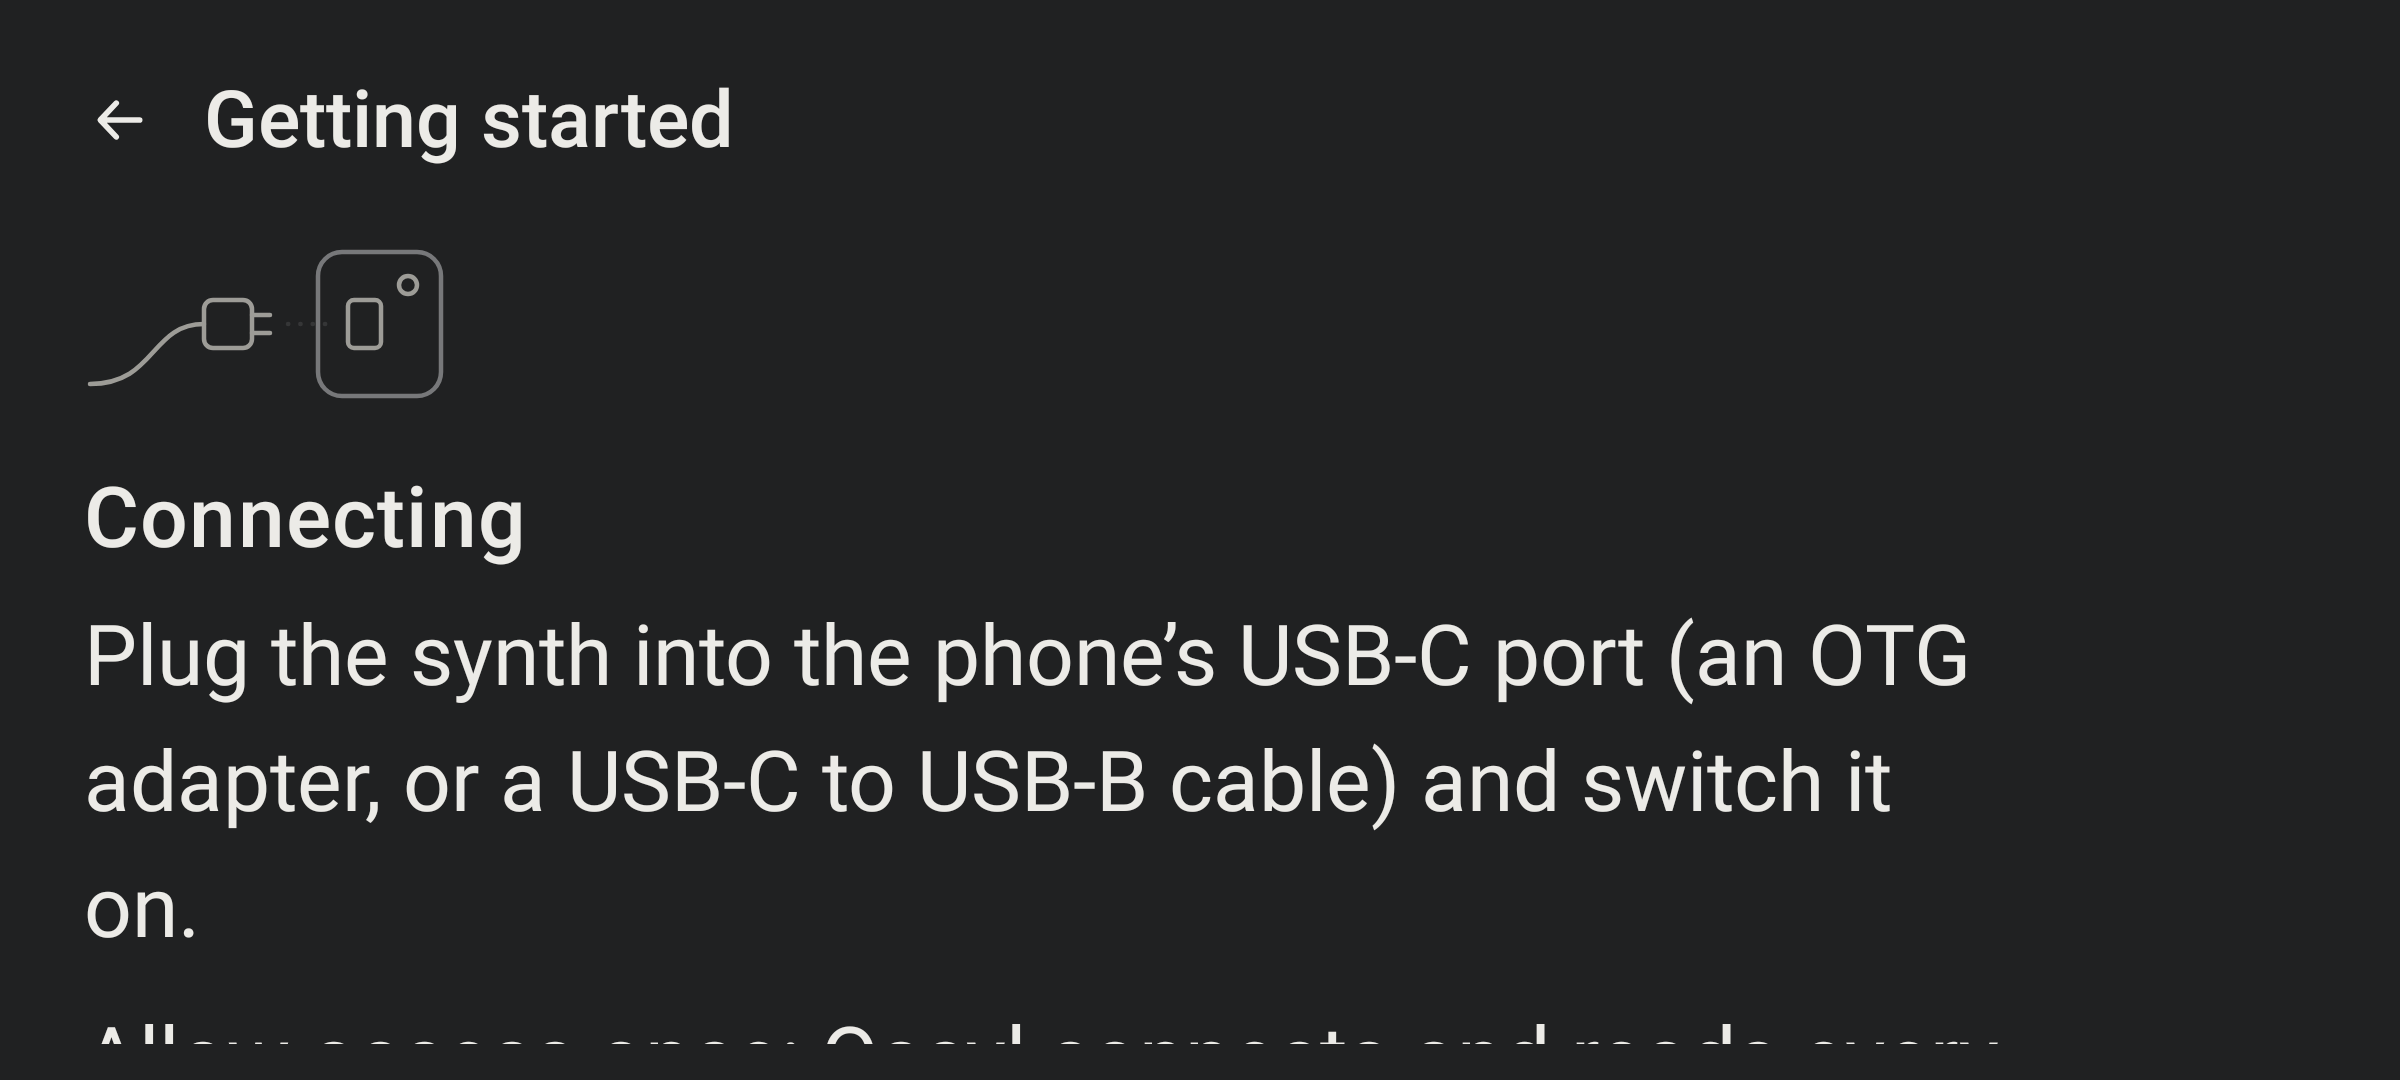 Getting started
Connecting
Plug the synth into the phone’s USB-C port (an OTG
adapter, or a USB-C to USB-B cable) and switch it
on.